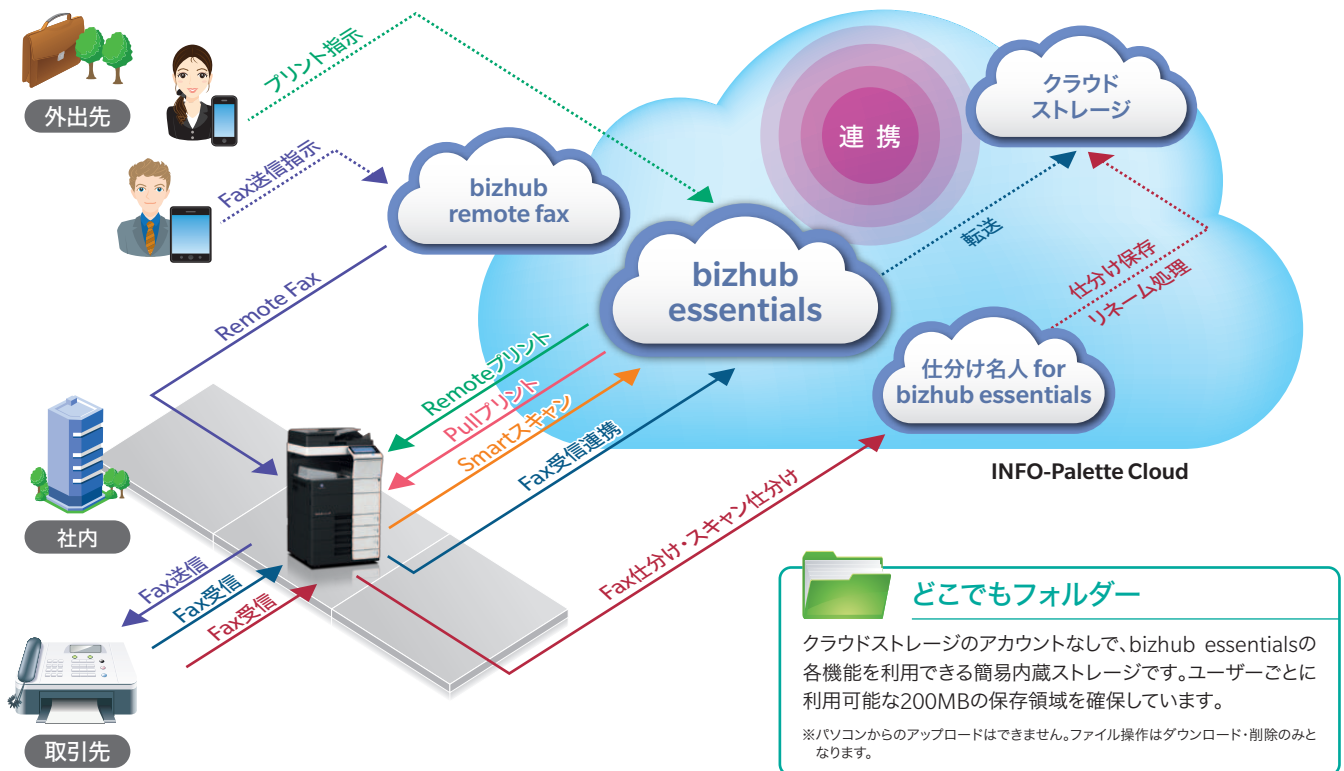 外出先
プリント指示
Fax送信指示
bizhub
remote fax
連携
クラウド
ストレージ
bizhub
essentials
転送
仕分け保存
リネーム処理
仕分け名人 for
bizhub essentials
INFO-Palette Cloud
Remote Fax
Remoteプリント
Pullプリント
Smartスキャン
Fax受信連携
Fax仕分け・スキャン仕分け
社内
Fax送信
Fax受信
Fax受信
取引先
どこでもフォルダー
クラウドストレージのアカウントなしで、bizhub essentialsの
各機能を利用できる簡易内蔵ストレージです。ユーザーごとに
利用可能な200MBの保存領域を確保しています。
※パソコンからのアップロードはできません。ファイル操作はダウンロード・削除のみと
なります。